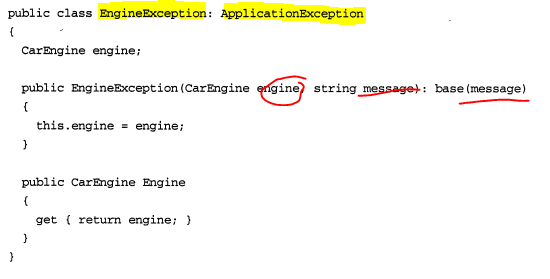 public class EngineException: ApplicationException
{
CarEngine engine;
public EngineException(CarEngine engine, string message): base(message)
{
this.engine = engine;
}
public CarEngine Engine
{
get { return engine; }
}
}